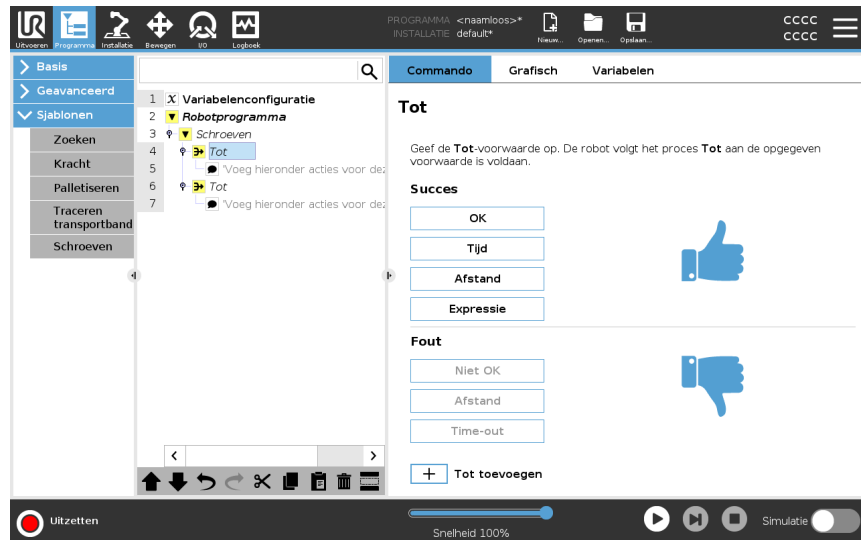 UR
PROGRAMMA <naamloos>*
INSTALLATIE default*
Uitvoeren Programma Installatie Bewegen I/O Logboek
Nieuw... Openen... Opslaan...
cccc
cccc
Basis
Geavanceerd
Sjablonen
Zoeken
Kracht
Palletiseren
Traceren
transportband
Schroeven
1 X Variabelenconfiguratie
2 Robotprogramma
3 Schroeven
4 Tot
5 'Voeg hieronder acties voor dez
6 Tot
7 'Voeg hieronder acties voor dez
Commando Grafisch Variabelen
Tot
Geef de Tot-voorwaarde op. De robot volgt het proces Tot aan de opgegeven
voorwaarde is voldaan.
Succes
OK
Tijd
Afstand
Expressie
Fout
Niet OK
Afstand
Time-out
+ Tot toevoegen
Uitzetten
Snelheid 100%
Simulatie